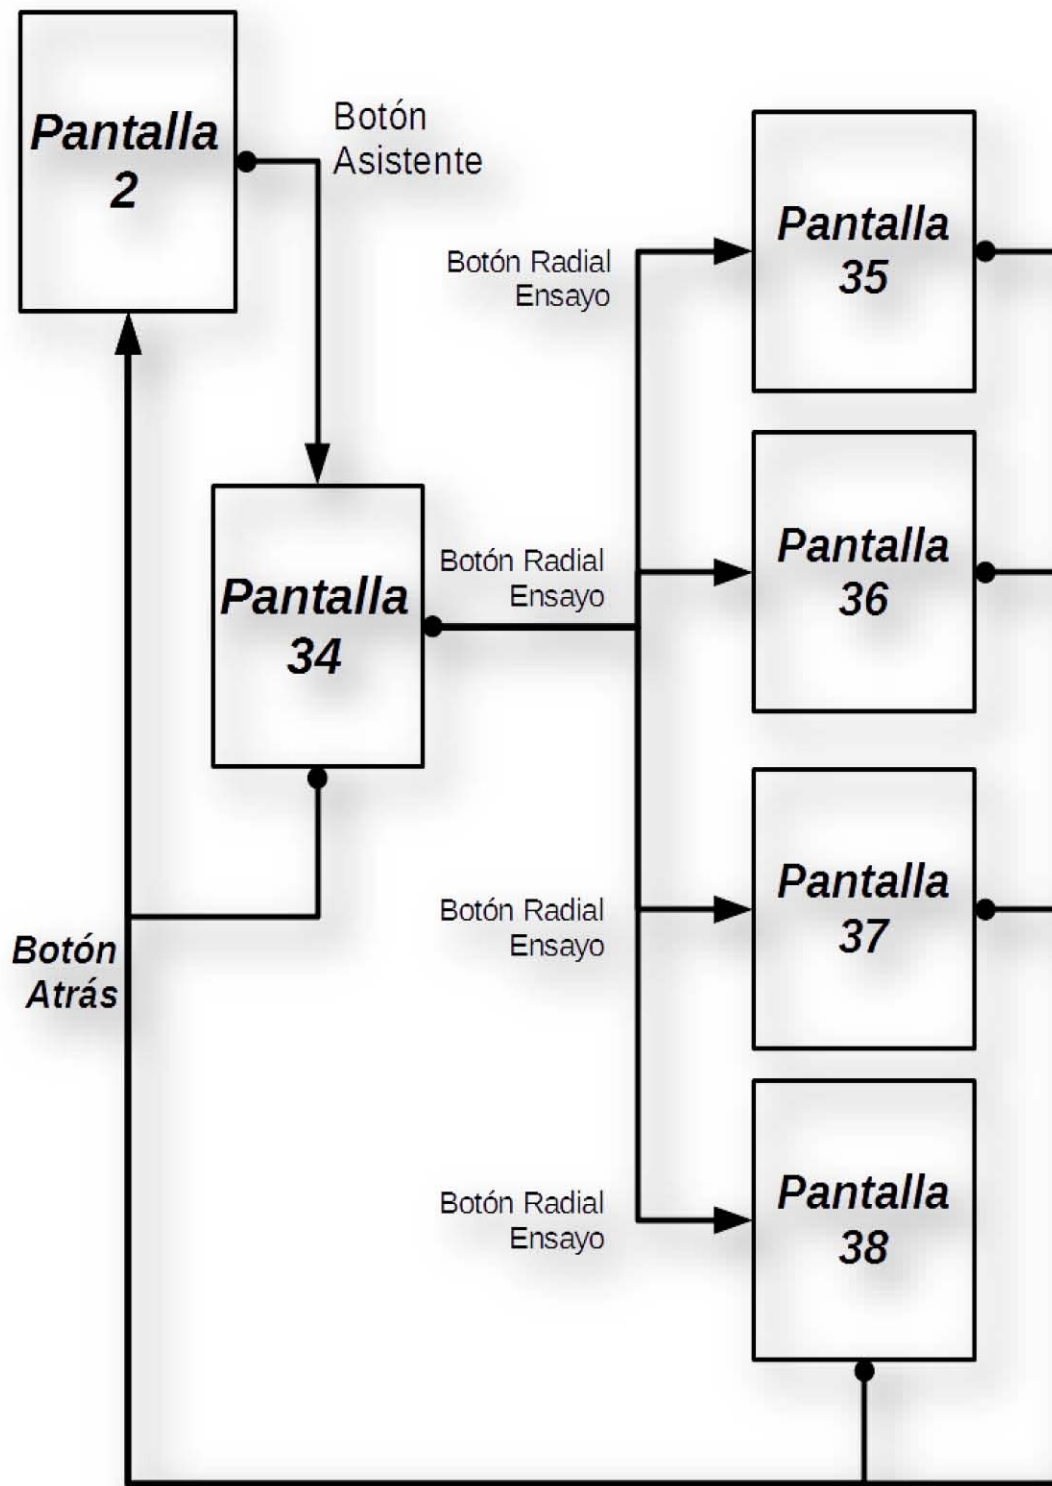 Pantalla
2
Botón
Asistente
Pantalla
35
Botón Radial
Ensayo
Pantalla
36
Botón Radial
Ensayo
Pantalla
34
Pantalla
37
Botón Radial
Ensayo
Botón
Atrás
Pantalla
38
Botón Radial
Ensayo